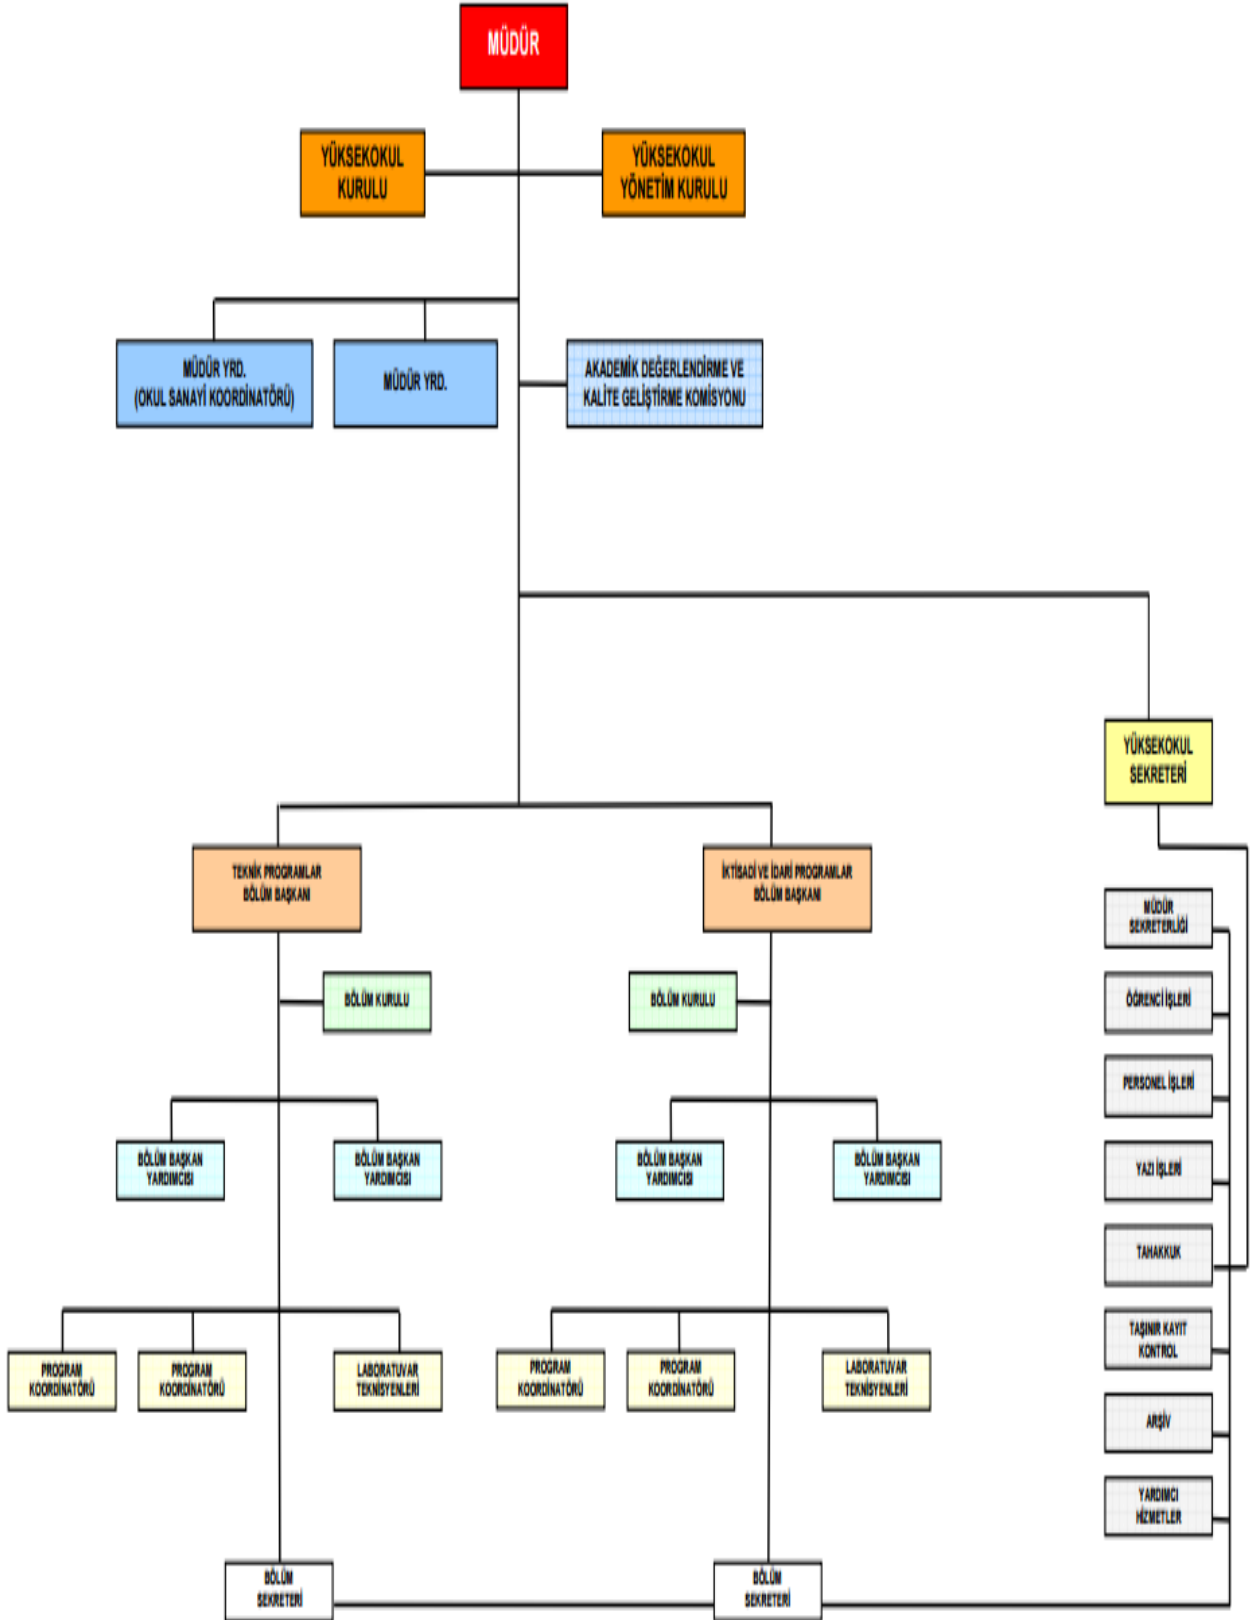 MÜDÜR
YÜKSEKOKUL
KURULU
YÜKSEKOKUL
YÖNETİM KURULU
MÜDÜR YRD.
(OKUL SANAYİ KOORDİNATÖRÜ)
MÜDÜR YRD.
AKADEMİK DEĞERLENDİRME VE
KALİTE GELİŞTİRME KOMİSYONU
YÜKSEKOKUL
SEKRETERİ
TEKNİK PROGRAMLAR
BÖLÜM BAŞKANI
İKTİSADİ VE İDARİ PROGRAMLAR
BÖLÜM BAŞKANI
MÜDÜR
SEKRETERLİĞİ
BÖLÜM KURULU
BÖLÜM KURULU
ÖĞRENCİ İŞLERİ
PERSONEL İŞLERİ
BÖLÜM BAŞKAN
YARDIMCISI
BÖLÜM BAŞKAN
YARDIMCISI
BÖLÜM BAŞKAN
YARDIMCISI
BÖLÜM BAŞKAN
YARDIMCISI
YAZI İŞLERİ
TAHAKKUK
TAŞINIR KAYIT
KONTROL
PROGRAM
KOORDİNATÖRÜ
PROGRAM
KOORDİNATÖRÜ
LABORATUVAR
TEKNİSYENLERİ
PROGRAM
KOORDİNATÖRÜ
PROGRAM
KOORDİNATÖRÜ
LABORATUVAR
TEKNİSYENLERİ
ARŞİV
YARDIMCI
HİZMETLER
BÖLÜM
SEKRETERİ
BÖLÜM
SEKRETERİ